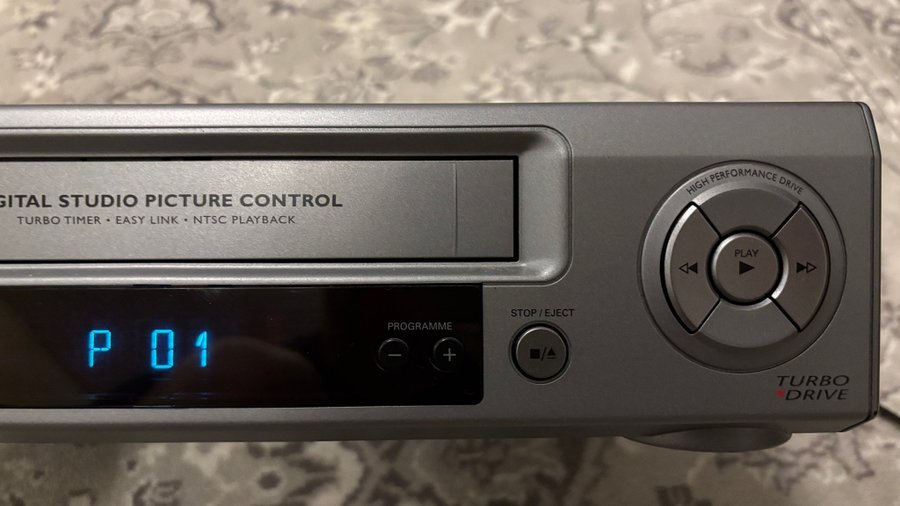 GITAL STUDIO PICTURE CONTROL
TURBO TIMER • EASY LINK • NTSC PLAYBACK
HIGH PERFORMANCE DRIVE
PLAY
STOP / EJECT
PROGRAMME
P 01
TURBO
DRIVE